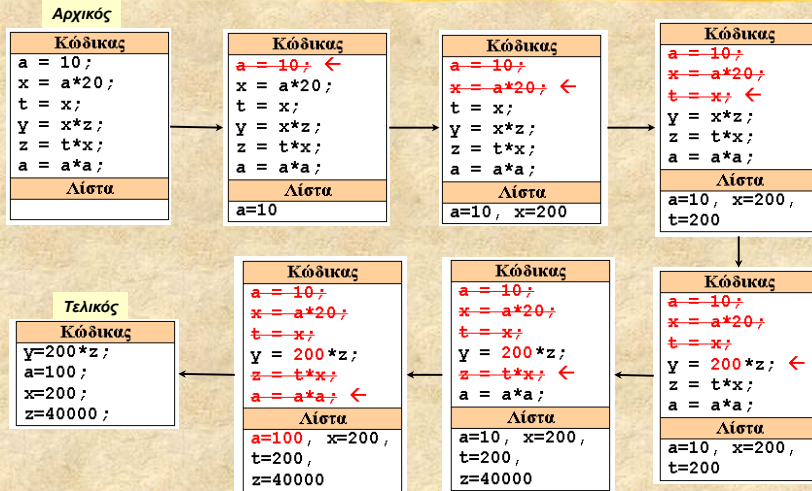 Αρχικός
Κώδικας
a = 10;
x = a*20;
t = x;
y = x*z;
z = t*x;
a = a*a;
Λίστα
Κώδικας
a = 10; ←
x = a*20;
t = x;
y = x*z;
z = t*x;
a = a*a;
Λίστα
a=10
Κώδικας
a = 10;
x = a*20; ←
t = x;
y = x*z;
z = t*x;
a = a*a;
Λίστα
a=10, x=200
Κώδικας
a = 10;
x = a*20;
t = x; ←
y = x*z;
z = t*x;
a = a*a;
Λίστα
a=10, x=200,
t=200
Κώδικας
a = 10;
x = a*20;
t = x;
y = 200*z; ←
z = t*x;
a = a*a;
Λίστα
a=10, x=200,
t=200
Κώδικας
a = 10;
x = a*20;
t = x;
y = 200*z;
z = t*x; ←
a = a*a;
Λίστα
a=10, x=200,
t=200,
z=40000
Κώδικας
a = 10;
x = a*20;
t = x;
y = 200*z;
z = t*x;
a = a*a; ←
Λίστα
a=100, x=200,
t=200,
z=40000
Τελικός
Κώδικας
y=200*z;
a=100;
x=200;
z=40000;